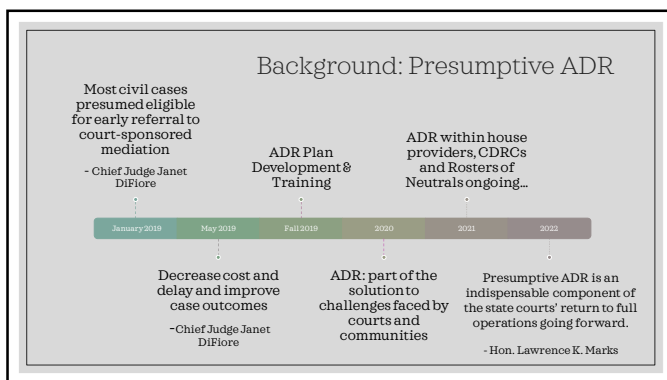 Background: Presumptive ADR
Most civil cases
presumed eligible
for early referral to
court-sponsored
mediation
- Chief Judge Janet
DiFiore
ADR Plan
Development &
Training
ADR within house
providers, CDRCs
and Rosters of
Neutrals ongoing...
January 2019
May 2019
Fall 2019
2020
2021
2022
Decrease cost and
delay and improve
case outcomes
-Chief Judge Janet
DiFiore
ADR: part of the
solution to
challenges faced by
courts and
communities
Presumptive ADR is an
indispensable component of
the state courts' return to full
operations going forward.
- Hon. Lawrence K. Marks